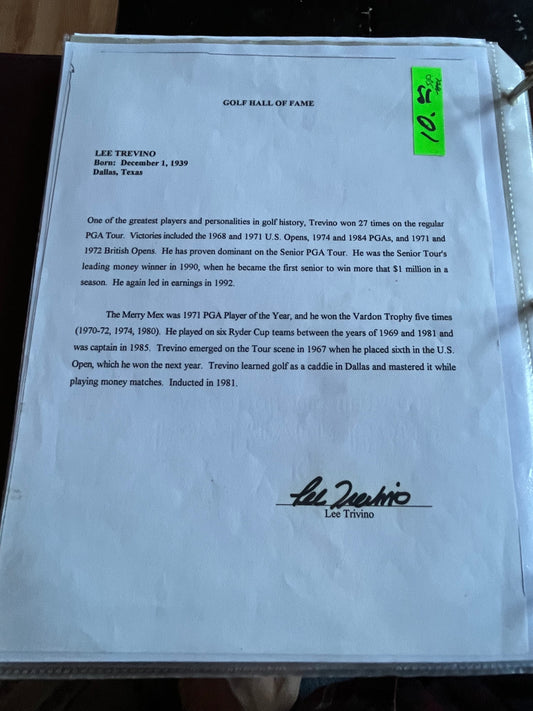 GOLF HALL OF FAME
LEE TREVINO
Born: December 1, 1939
Dallas, Texas
One of the greatest players and personalities in golf history, Trevino won 27 times on the regular
PGA Tour. Victories included the 1968 and 1971 U.S. Opens, 1974 and 1984 PGAs, and 1971 and
1972 British Opens. He has proven dominant on the Senior PGA Tour. He was the Senior Tour's
leading money winner in 1990, when he became the first senior to win more that $1 million in a
season. He again led in earnings in 1992.
The Merry Mex was 1971 PGA Player of the Year, and he won the Vardon Trophy five times
(1970-72, 1974, 1980). He played on six Ryder Cup teams between the years of 1969 and 1981 and
was captain in 1985. Trevino emerged on the Tour scene in 1967 when he placed sixth in the U.S.
Open, which he won the next year. Trevino learned golf as a caddie in Dallas and mastered it while
playing money matches. Inducted in 1981.
Lee Trevino
Lee Trivino